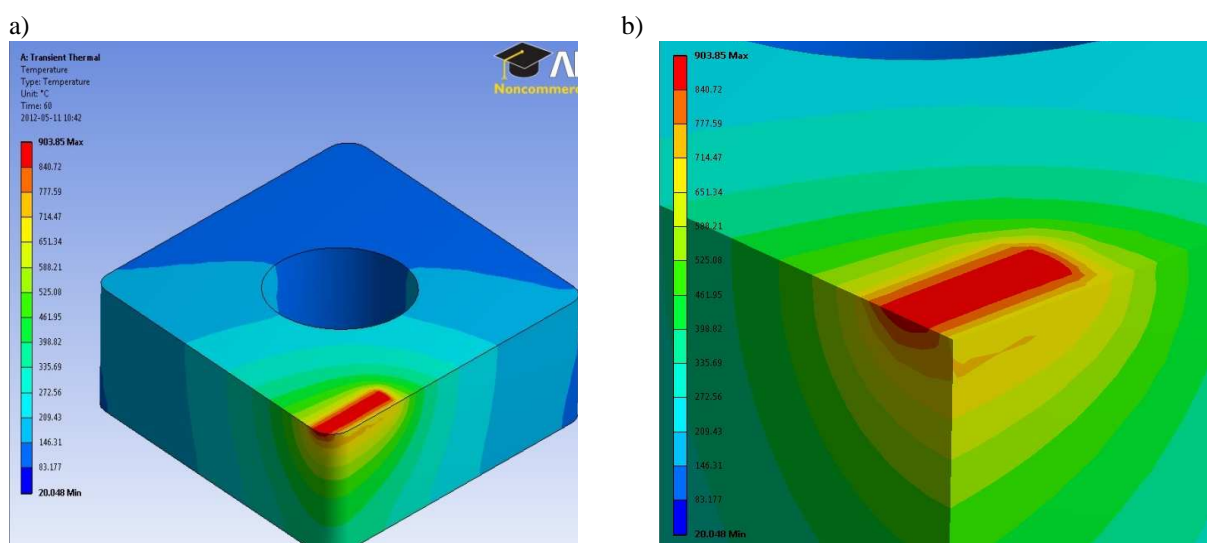 a)
b)
A: Transient Thermal
Temperature
Type: Temperature
Unit: °C
Time: 60
2012-05-11 10:42
Noncommerc
903.85 Max
840.72
777.59
714.47
651.34
588.21
525.08
461.95
398.82
335.69
272.56
209.43
146.31
83.177
20.048 Min
903.85 Max
840.72
777.59
714.47
651.34
588.21
525.08
461.95
398.82
335.69
272.56
209.43
146.31
83.177
20.048 Min